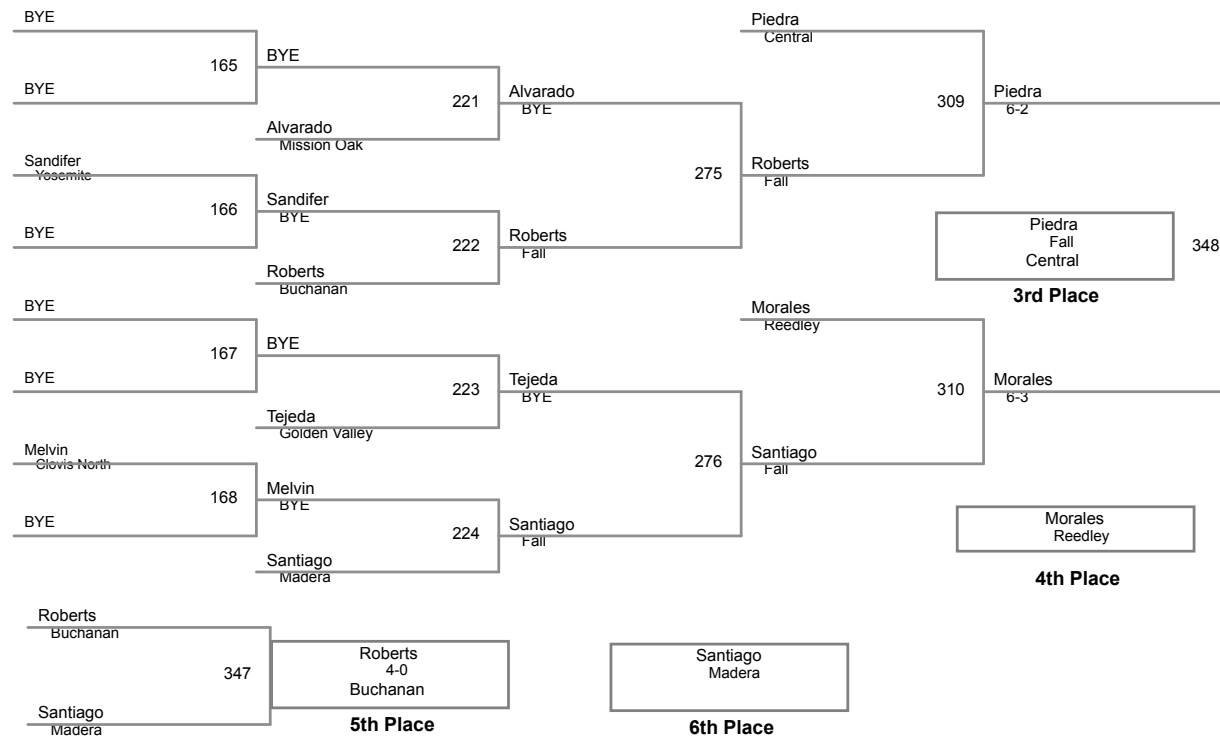 BYE
165
BYE
BYE
221
Alvarado
Mission Oak
Alvarado
BYE
Sandifer
Yosemite
166
BYE
Sandifer
BYE
222
Roberts
Buchanan
Roberts
Fall
275
Roberts
Fall
Piedra
Central
309
Piedra
6-2
Piedra
Fall
Central
348
3rd Place
BYE
167
BYE
BYE
223
Tejeda
Golden Valley
Tejeda
BYE
Melvin
Clovis North
168
BYE
Melvin
BYE
224
Santiago
Madera
Santiago
Fall
276
Santiago
Fall
Morales
Reedley
310
Morales
6-3
Morales
Reedley
4th Place
Roberts
Buchanan
347
Santiago
Madera
Roberts
4-0
Buchanan
5th Place
Santiago
Madera
6th Place